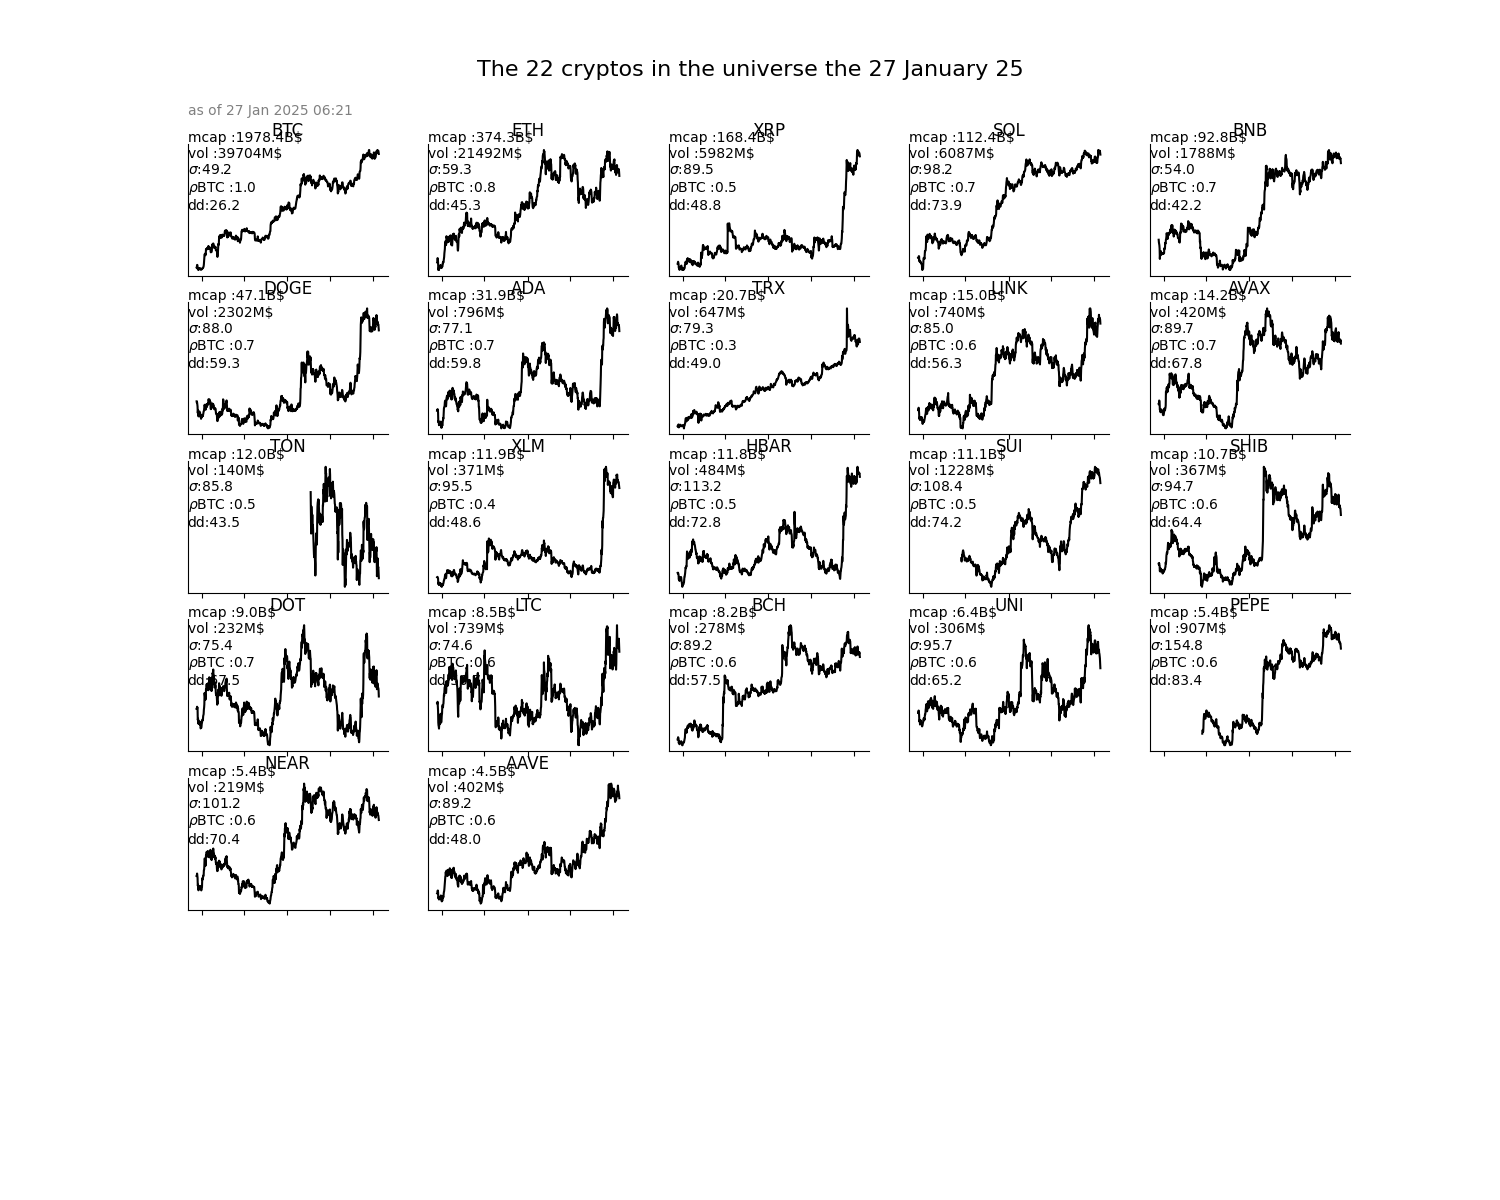 The 22 cryptos in the universe the 27 January 25
as of 27 Jan 2025 06:21
BTC
mcap :1978.4B$
vol :39704M$
σ:49.2
ρBTC :1.0
dd:26.2
ETH
mcap :374.3B$
vol :21492M$
σ:59.3
ρBTC :0.8
dd:45.3
XRP
mcap :168.4B$
vol :5982M$
σ:89.5
ρBTC :0.5
dd:48.8
SOL
mcap :112.4B$
vol :6087M$
σ:98.2
ρBTC :0.7
dd:73.9
BNB
mcap :92.8B$
vol :1788M$
σ:54.0
ρBTC :0.7
dd:42.2
DOGE
mcap :47.1B$
vol :2302M$
σ:88.0
ρBTC :0.7
dd:59.3
ADA
mcap :31.9B$
vol :796M$
σ:77.1
ρBTC :0.7
dd:59.8
TRX
mcap :20.7B$
vol :647M$
σ:79.3
ρBTC :0.3
dd:49.0
LINK
mcap :15.0B$
vol :740M$
σ:85.0
ρBTC :0.6
dd:56.3
AVAX
mcap :14.2B$
vol :420M$
σ:89.7
ρBTC :0.7
dd:67.8
TON
mcap :12.0B$
vol :140M$
σ:85.8
ρBTC :0.5
dd:43.5
XLM
mcap :11.9B$
vol :371M$
σ:95.5
ρBTC :0.4
dd:48.6
HBAR
mcap :11.8B$
vol :484M$
σ:113.2
ρBTC :0.5
dd:72.8
SUI
mcap :11.1B$
vol :1228M$
σ:108.4
ρBTC :0.5
dd:74.2
SHIB
mcap :10.7B$
vol :367M$
σ:94.7
ρBTC :0.6
dd:64.4
DOT
mcap :9.0B$
vol :232M$
σ:75.4
ρBTC :0.7
LTC
mcap :8.5B$
vol :739M$
σ:74.6
ρBTC :0.6
BCH
mcap :8.2B$
vol :278M$
σ:89.2
ρBTC :0.6
dd:57.5
UNI
mcap :6.4B$
vol :306M$
σ:95.7
ρBTC :0.6
dd:65.2
PEPE
mcap :5.4B$
vol :907M$
σ:154.8
ρBTC :0.6
dd:83.4
NEAR
mcap :5.4B$
vol :219M$
σ:101.2
ρBTC :0.6
dd:70.4
AAVE
mcap :4.5B$
vol :402M$
σ:89.2
ρBTC :0.6
dd:48.0